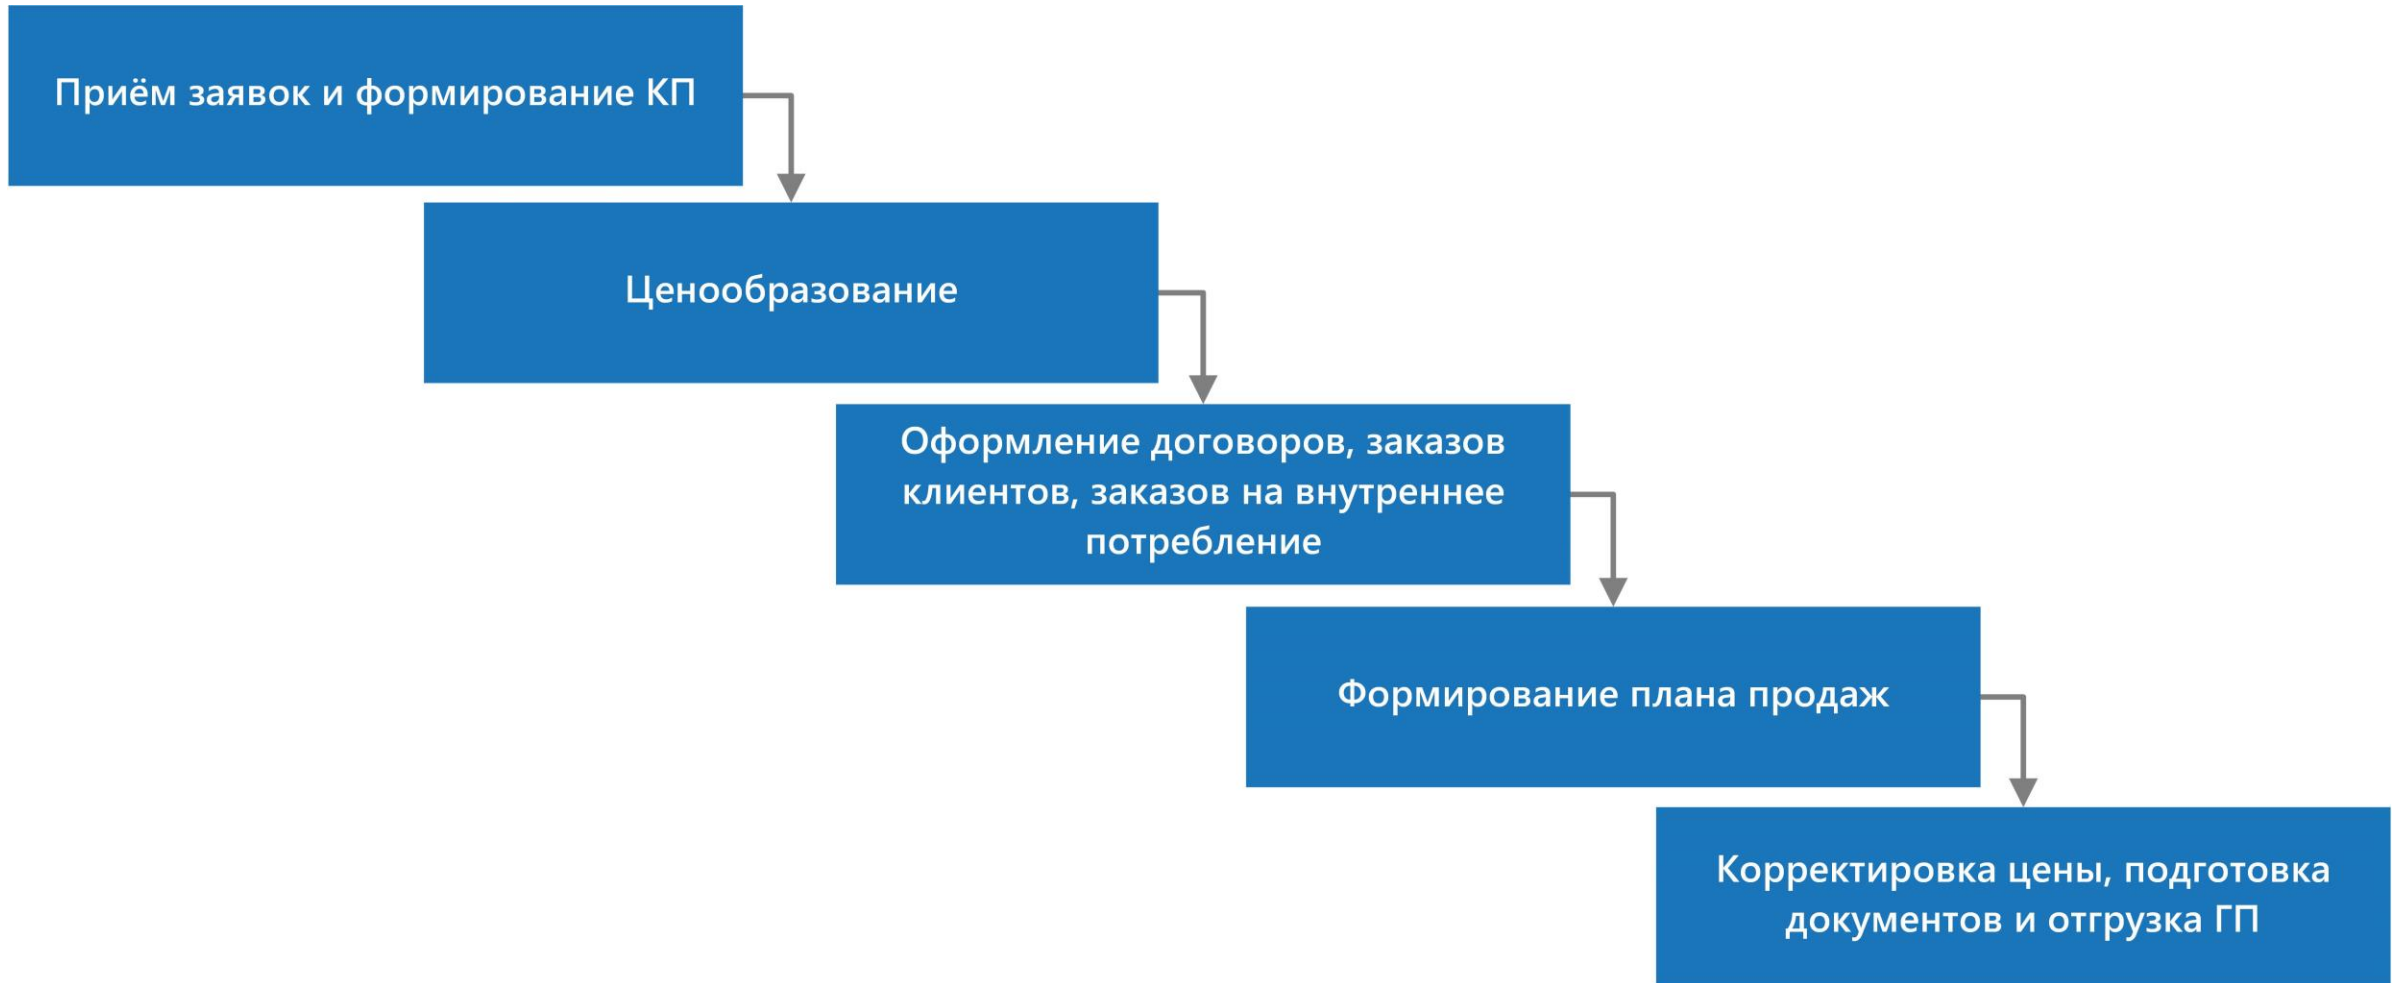 Приём заявок и формирование КП
Ценообразование
Оформление договоров, заказов
клиентов, заказов на внутреннее
потребление
Формирование плана продаж
Корректировка цены, подготовка
документов и отгрузка ГП